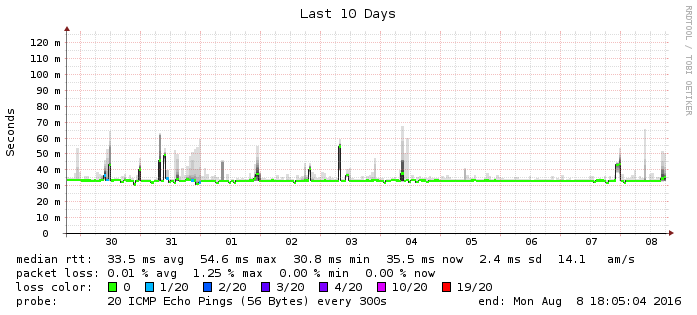 Last 10 Days
RRDTOOL / TOBI OETIKER
Seconds
120 m
110 m
100 m
90 m
80 m
70 m
60 m
50 m
40 m
30 m
20 m
10 m
0
30 31 01 02 03 04 05 06 07 08
median rtt: 33.5 ms avg 54.6 ms max 30.8 ms min 35.5 ms now 2.4 ms sd 14.1 am/s
packet loss: 0.01 % avg 1.25 % max 0.00 % min 0.00 % now
loss color: 0 1/20 2/20 3/20 4/20 10/20 19/20
probe: 20 ICMP Echo Pings (56 Bytes) every 300s end: Mon Aug 8 18:05:04 2016